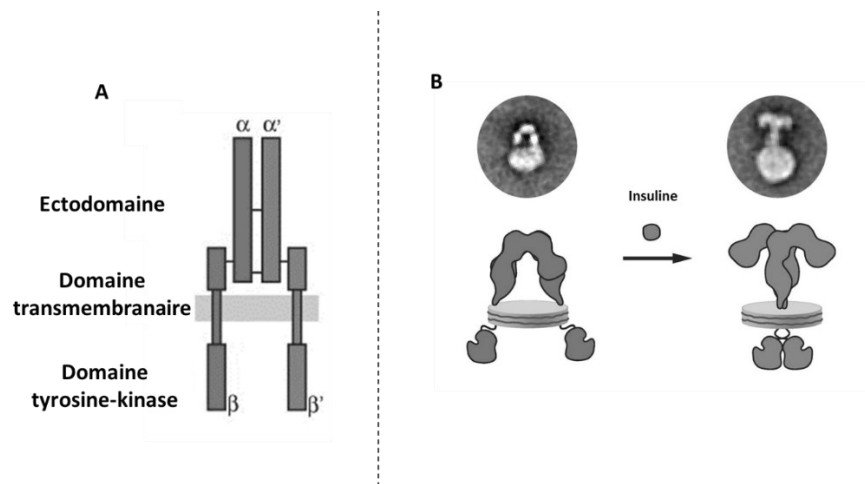 A
α α'
Ectodomaine
Domaine
transmembranaire
Domaine
tyrosine-kinase
β β'
B
Insuline